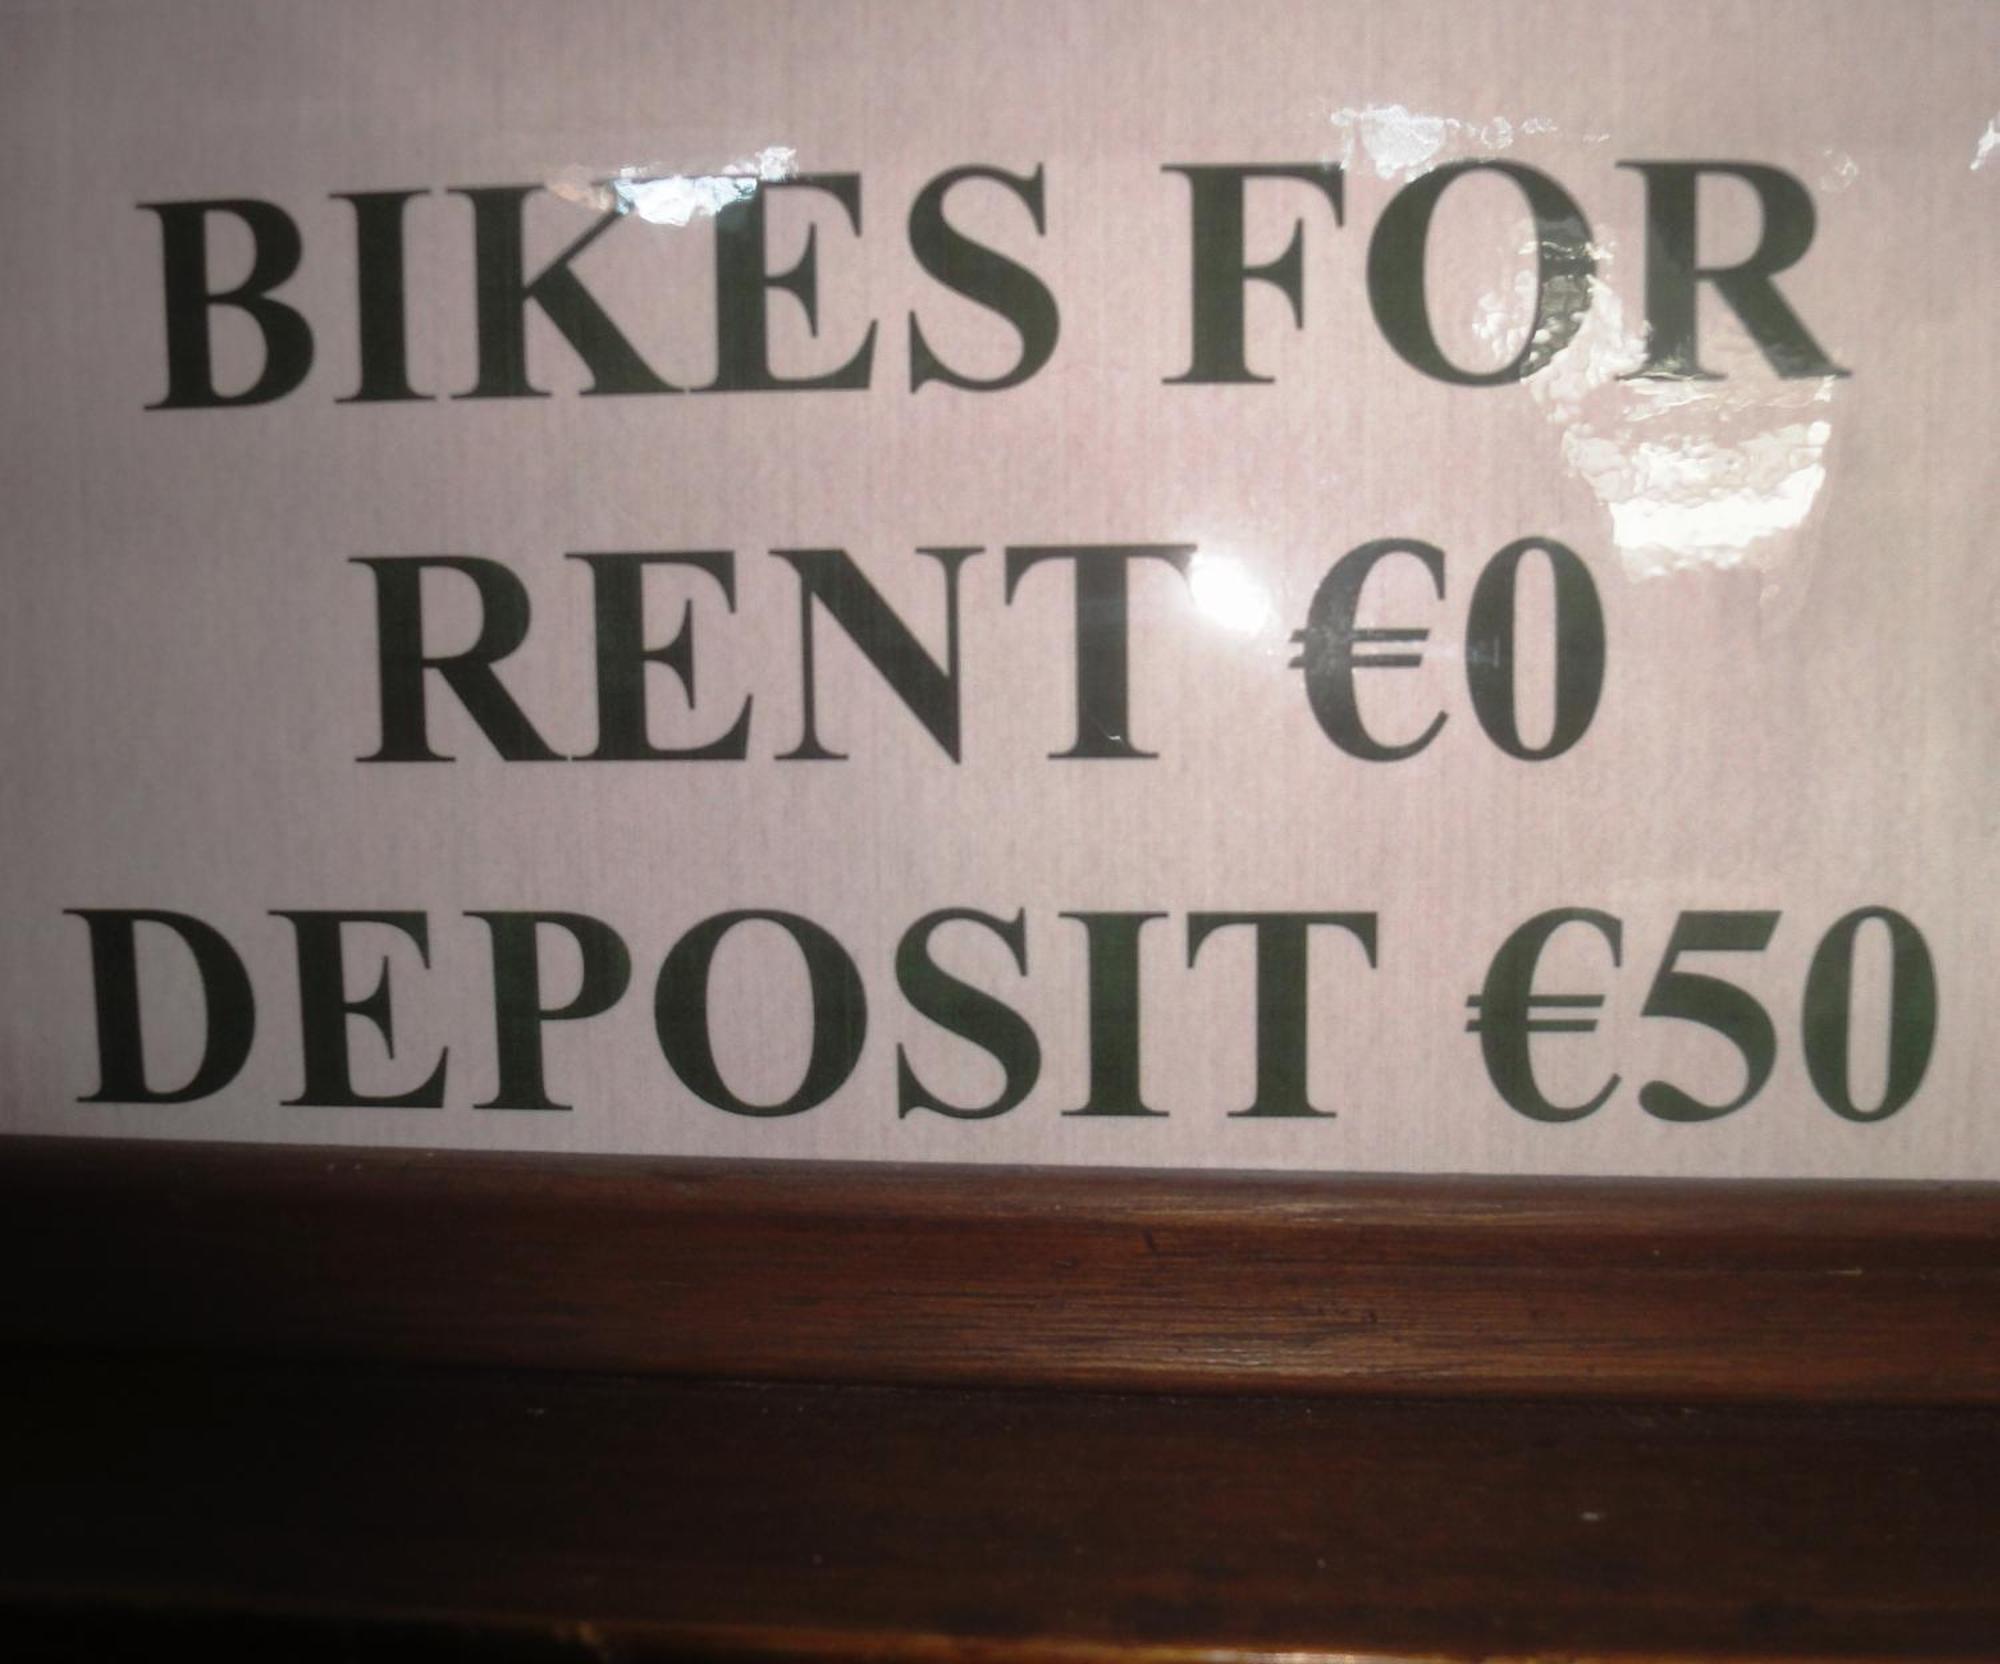 BIKES FOR
RENT €0
DEPOSIT €50